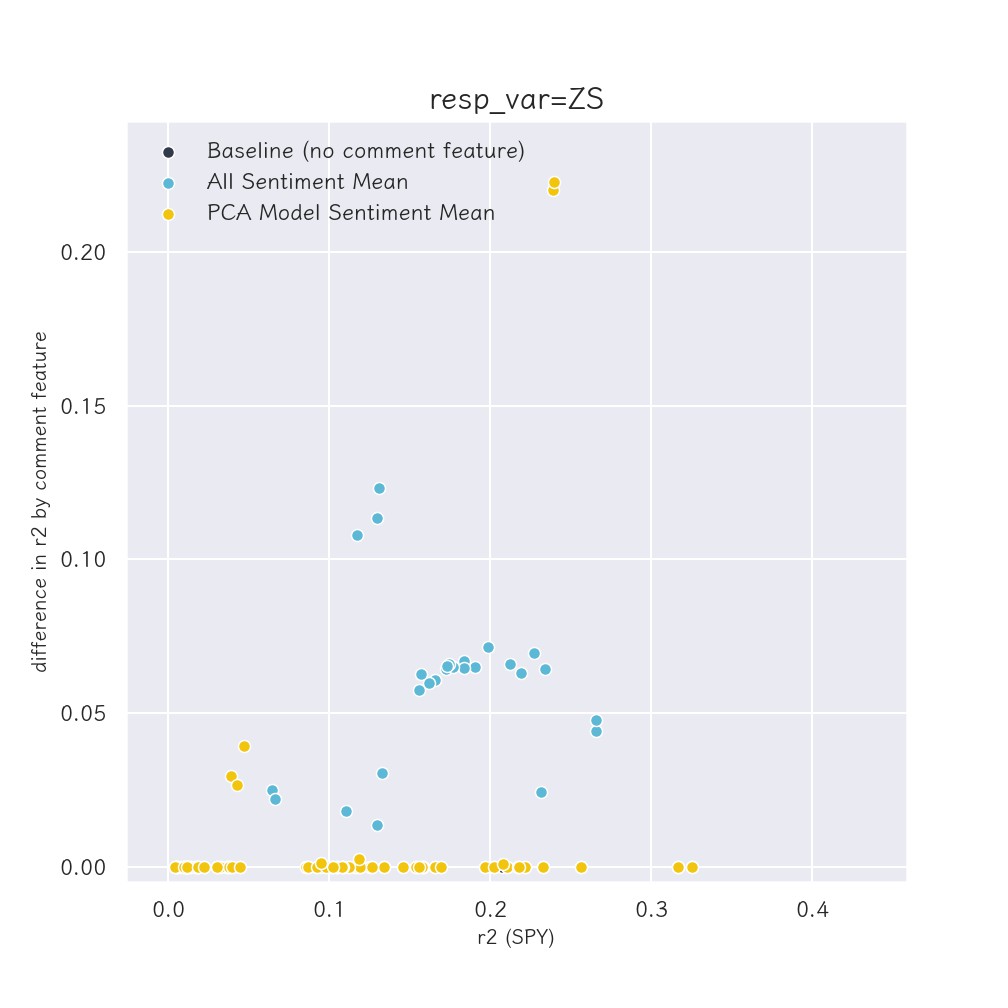 resp_var=ZS
Baseline (no comment feature)
All Sentiment Mean
PCA Model Sentiment Mean
difference in r2 by comment feature
0.20
0.15
0.10
0.05
0.00
0.0 0.1 0.2 0.3 0.4
r2 (SPY)